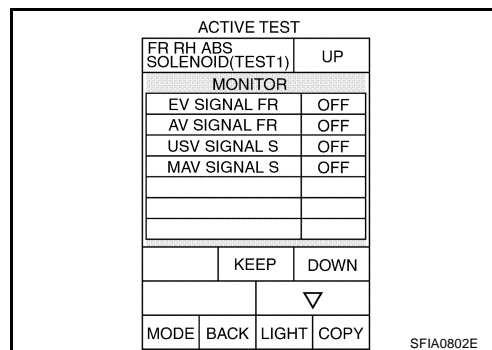 ACTIVE TEST
FR RH ABS
SOLENOID(TEST1) UP
MONITOR
EV SIGNAL FR OFF
AV SIGNAL FR OFF
USV SIGNAL S OFF
MAV SIGNAL S OFF
KEEP DOWN
MODE BACK LIGHT COPY
SFIA0802E